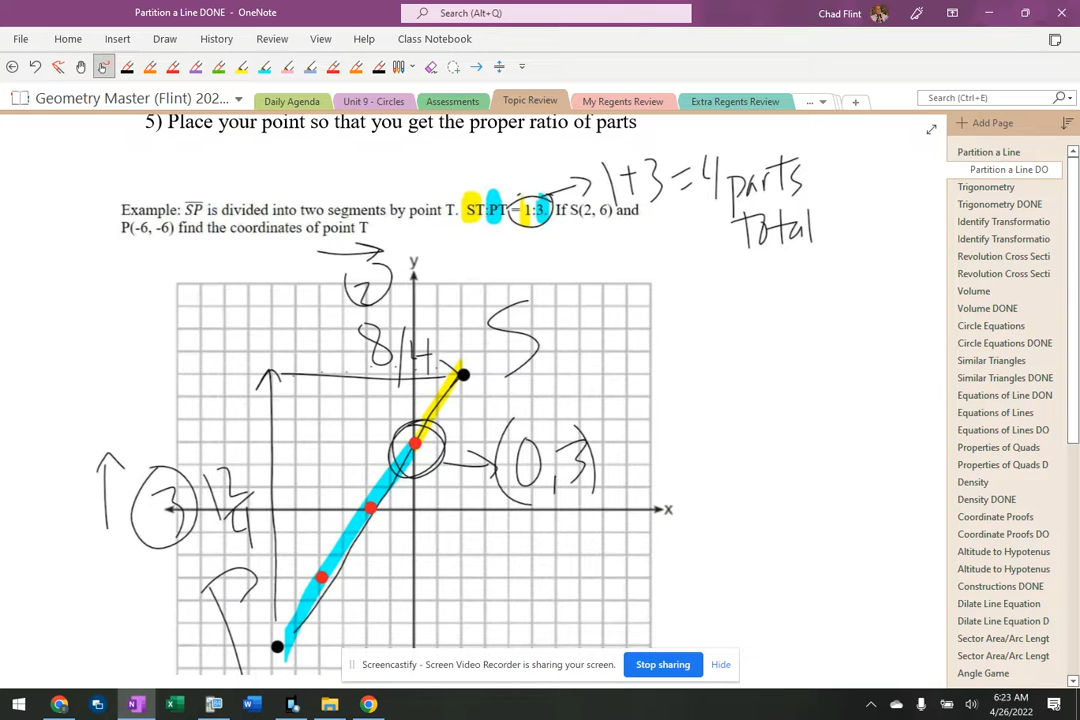 Partition a Line DONE - OneNote
Search (Alt+Q)
Chad Flint
File Home Insert Draw History Review View Help Class Notebook
Geometry Master (Flint) 202...
Daily Agenda
Unit 9 - Circles
Assessments
Topic Review
My Regents Review
Extra Regents Review
...
Search (Ctrl+E)
Add Page
5) Place your point so that you get the proper ratio of parts
1+3=4 parts
total
Example: SP is divided into two segments by point T. ST:PT = 1:3. If S(2, 6) and
P(-6, -6) find the coordinates of point T
y
2
8/4
S
(0,3)
3
12/4
x
P
Partition a Line
Partition a Line DO
Trigonometry
Trigonometry DONE
Identify Transformatio
Identify Transformatio
Revolution Cross Secti
Revolution Cross Secti
Volume
Volume DONE
Circle Equations
Circle Equations DONE
Similar Triangles
Similar Triangles DONE
Equations of Line DON
Equations of Lines
Equations of Lines DO
Properties of Quads
Properties of Quads D
Density
Density DONE
Coordinate Proofs
Coordinate Proofs DO
Altitude to Hypotenus
Altitude to Hypotenus
Constructions DONE
Dilate Line Equation
Dilate Line Equation D
Sector Area/Arc Lengt
Sector Area/Arc Lengt
Angle Game
Screencastify - Screen Video Recorder is sharing your screen.
Stop sharing
Hide
6:23 AM
4/26/2022